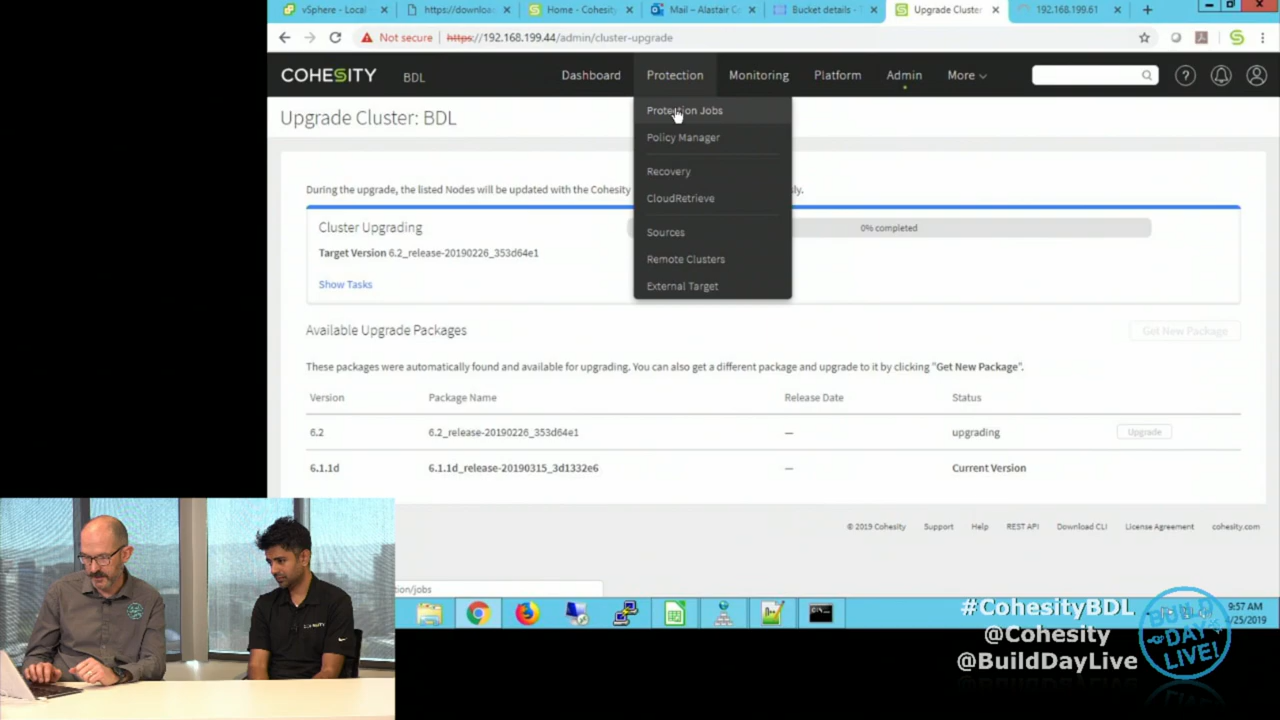 vSphere - Local
https://downloa
Home - Cohesity
Mail – Alastair C
Bucket details -
Upgrade Cluster
192.168.199.61
Not secure https://192.168.199.44/admin/cluster-upgrade
COHESITY BDL Dashboard Protection Monitoring Platform Admin More
Upgrade Cluster: BDL
Protection Jobs
Policy Manager
Recovery
CloudRetrieve
Sources
Remote Clusters
External Target
During the upgrade, the listed Nodes will be updated with the Cohesity
Cluster Upgrading 0% completed
Target Version 6.2_release-20190226_353d64e1
Show Tasks
Available Upgrade Packages Get New Package
These packages were automatically found and available for upgrading. You can also get a different package and upgrade to it by clicking "Get New Package".
Version Package Name Release Date Status
6.2 6.2_release-20190226_353d64e1 — upgrading Upgrade
6.1.1d 6.1.1d_release-20190315_3d1332e6 — Current Version
© 2019 Cohesity Support Help REST API Download CLI License Agreement cohesity.com
ion/jobs
9:57 AM
/25/2019
#CohesityBDL
@Cohesity
@BuildDayLive
BUILD
DAY
LIVE!
COHESITY